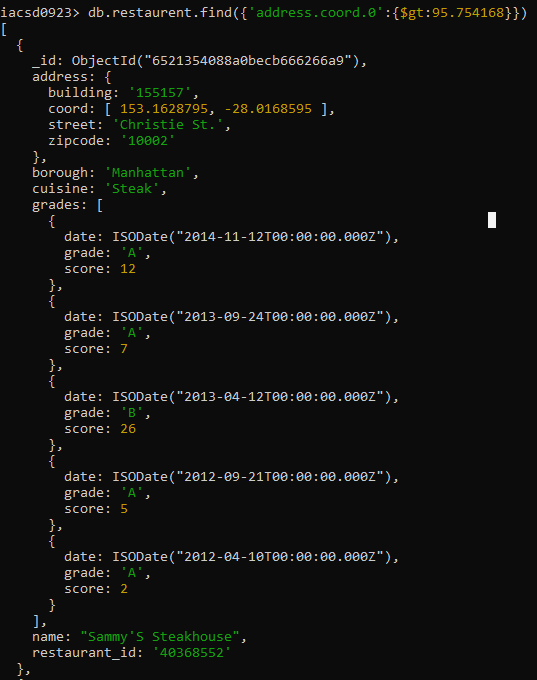 iacsd0923> db.restaurent.find({'address.coord.0':{$gt:95.754168}})
[
  {
    _id: ObjectId("6521354088a0becb666266a9"),
    address: {
      building: '155157',
      coord: [ 153.1628795, -28.0168595 ],
      street: 'Christie St.',
      zipcode: '10002'
    },
    borough: 'Manhattan',
    cuisine: 'Steak',
    grades: [
      {
        date: ISODate("2014-11-12T00:00:00.000Z"),
        grade: 'A',
        score: 12
      },
      {
        date: ISODate("2013-09-24T00:00:00.000Z"),
        grade: 'A',
        score: 7
      },
      {
        date: ISODate("2013-04-12T00:00:00.000Z"),
        grade: 'B',
        score: 26
      },
      {
        date: ISODate("2012-09-21T00:00:00.000Z"),
        grade: 'A',
        score: 5
      },
      {
        date: ISODate("2012-04-10T00:00:00.000Z"),
        grade: 'A',
        score: 2
      }
    ],
    name: "Sammy'S Steakhouse",
    restaurant_id: '40368552'
  },